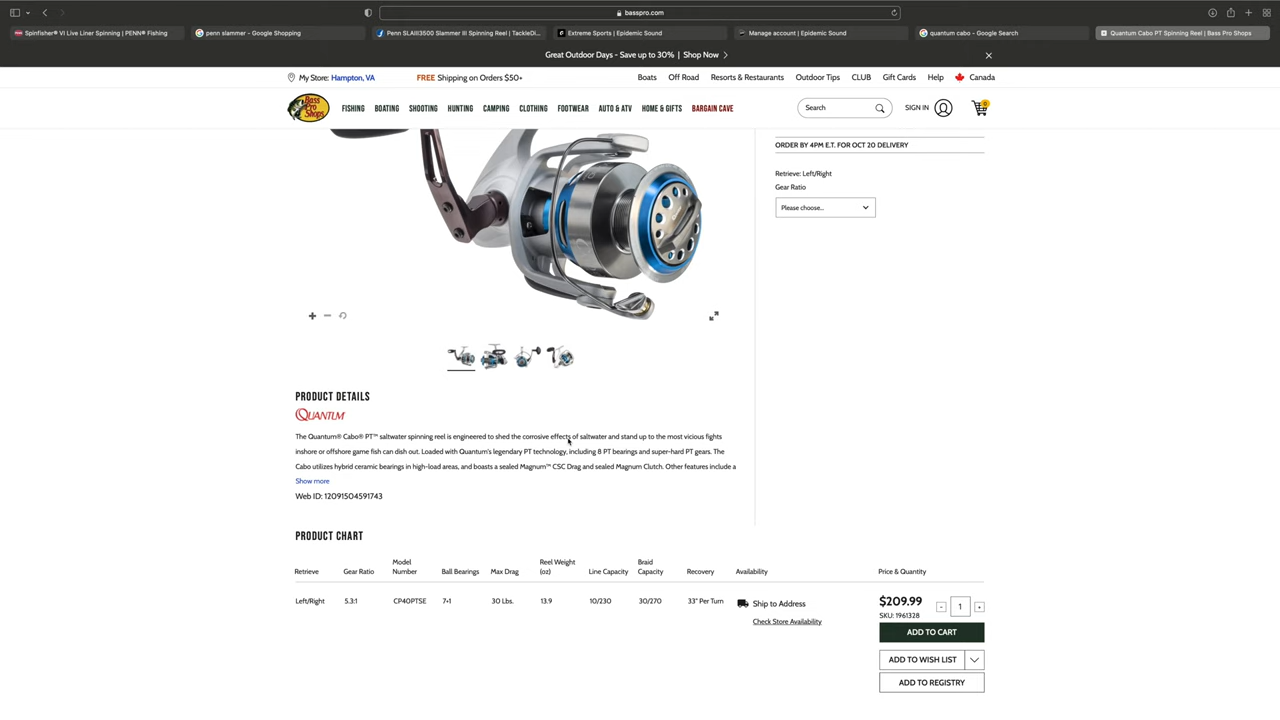 basspro.com
Spinfisher® VI Live Liner Spinning | PENN® Fishing
penn slammer - Google Shopping
Penn SLAIII3500 Slammer III Spinning Reel | TackleDi...
Extreme Sports | Epidemic Sound
Manage account | Epidemic Sound
quantum cabo - Google Search
Quantum Cabo PT Spinning Reel | Bass Pro Shops
Great Outdoor Days - Save up to 30% | Shop Now
My Store: Hampton, VA
FREE Shipping on Orders $50+
Boats
Off Road
Resorts & Restaurants
Outdoor Tips
CLUB
Gift Cards
Help
Canada
Bass Pro Shops
FISHING
BOATING
SHOOTING
HUNTING
CAMPING
CLOTHING
FOOTWEAR
AUTO & ATV
HOME & GIFTS
BARGAIN CAVE
Search
SIGN IN
0
ORDER BY 4PM E.T. FOR OCT 20 DELIVERY
Retrieve: Left/Right
Gear Ratio
Please choose...
PRODUCT DETAILS
QUANTUM
The Quantum® Cabo® PT™ saltwater spinning reel is engineered to shed the corrosive effects of saltwater and stand up to the most vicious fights
inshore or offshore game fish can dish out. Loaded with Quantum's legendary PT technology, including 8 PT bearings and super-hard PT gears. The
Cabo utilizes hybrid ceramic bearings in high-load areas, and boasts a sealed Magnum™ CSC Drag and sealed Magnum Clutch. Other features include a
Show more
Web ID: 12091504591743
PRODUCT CHART
Retrieve
Gear Ratio
Model Number
Ball Bearings
Max Drag
Reel Weight (oz)
Line Capacity
Braid Capacity
Recovery
Availability
Price & Quantity
Left/Right
5.3:1
CP40PTSE
7+1
30 Lbs.
13.9
10/230
30/270
33" Per Turn
Ship to Address
Check Store Availability
$209.99
SKU: 1961328
- 1 +
ADD TO CART
ADD TO WISH LIST
ADD TO REGISTRY